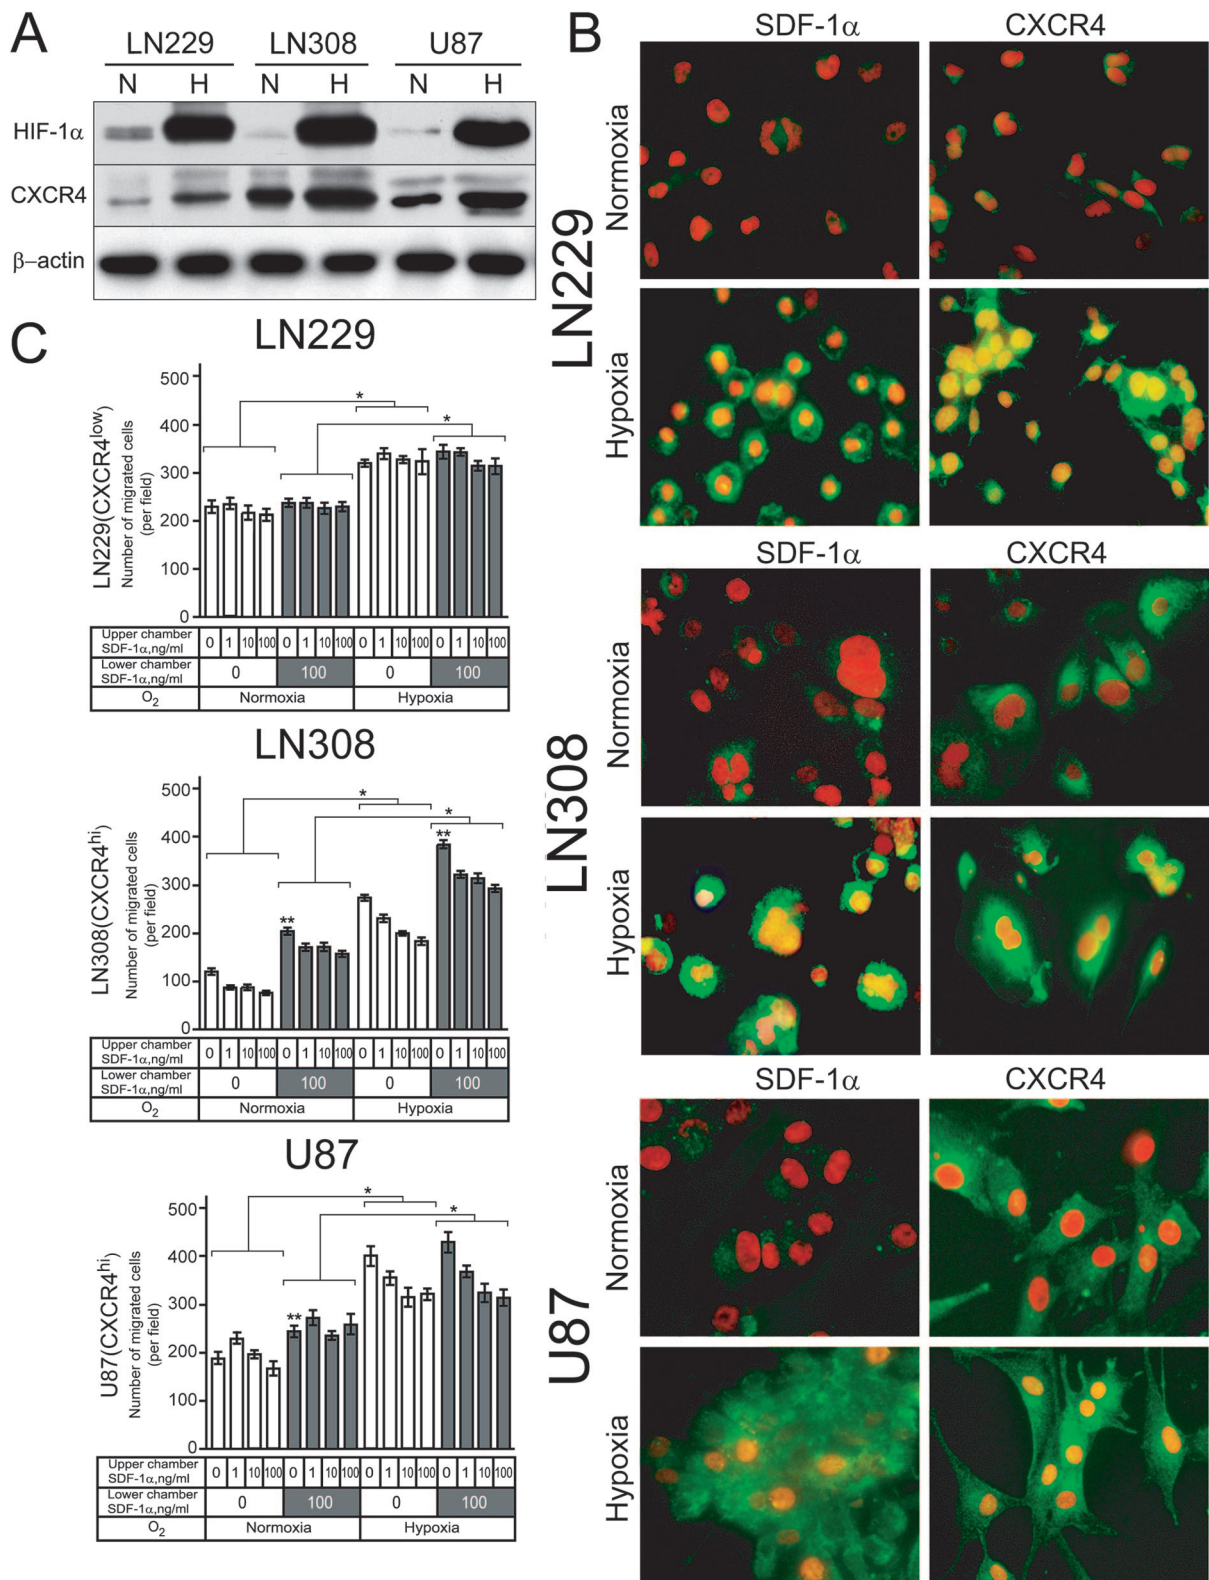 A
LN229 LN308 U87
N H N H N H
HIF-1α
CXCR4
β–actin
B
SDF-1α CXCR4
LN229
Normoxia
Hypoxia
SDF-1α CXCR4
LN308
Normoxia
Hypoxia
SDF-1α CXCR4
U87
Normoxia
Hypoxia
C
LN229
LN229(CXCR4low)
Number of migrated cells
(per field)
500
400
300
200
100
0
*
*
Upper chamber
SDF-1α,ng/ml
0 1 10 100 0 1 10 100 0 1 10 100 0 1 10 100
Lower chamber
SDF-1α,ng/ml
0 100 0 100
O2 Normoxia Hypoxia
LN308
LN308(CXCR4hi)
Number of migrated cells
(per field)
500
400
300
200
100
0
*
*
**
**
Upper chamber
SDF-1α,ng/ml
0 1 10 100 0 1 10 100 0 1 10 100 0 1 10 100
Lower chamber
SDF-1α,ng/ml
0 100 0 100
O2 Normoxia Hypoxia
U87
U87(CXCR4hi)
Number of migrated cells
(per field)
500
400
300
200
100
0
*
*
**
Upper chamber
SDF-1α,ng/ml
0 1 10 100 0 1 10 100 0 1 10 100 0 1 10 100
Lower chamber
SDF-1α,ng/ml
0 100 0 100
O2 Normoxia Hypoxia